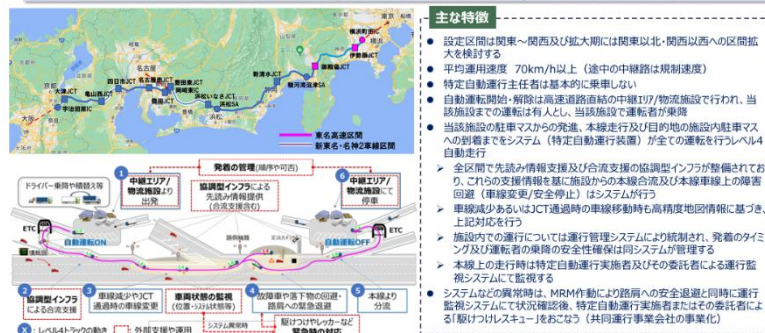 東京
横浜町田IC
横浜
伊勢原JCT
御殿場JCT
新清水JCT
駿河湾沼津SA
静岡
浜松いなさJCT
浜松SA
浜松
豊田東JCT
岡崎東IC
豊田JCT
名古屋
四日市JCT
亀山西JCT
大津JCT
宇治田原IC
京都
大阪
東名高速区間
新東名・名神2車線区間
発着の管理(順序や可否)
ドライバー乗降や積替え等
1
中継エリア/
物流施設より
出発
協調型インフラによる
先読み情報提供
(合流支援含む)
6
中継エリア/
物流施設にて
停車
ETC
自動運転ON
自動運転OFF
ETC
2
協調型インフラ
による合流支援
3
車線減少やJCT
通過時の車線変更
車両状態の監視
(位置・システム状態等)
4
故障車や落下物の回避・
路肩への緊急退避
5
本線より
分流
X
:レベル4トラックの動き
:外部支援や運用
システム異常時
駆けつけやレッカーなど
緊急時の対応
主な特徴
● 設定区間は関東～関西及び拡大期には関東以北・関西以西への区間拡
大を検討する
● 平均運用速度 70km/h以上(途中の中継路は規制速度)
● 特定自動運行主任者は基本的に乗車しない
● 自動運転開始・解除は高速道路直結の中継エリア/物流施設で行われ、当
該施設までの運転は有人とし、当該施設で運転者が乗降
● 当該施設の駐車マスからの発進、本線走行及び目的地の施設内駐車マス
への到着までをシステム(特定自動運行装置)が全ての運転を行うレベル4
自動走行
➢ 全区間で先読み情報支援及び合流支援の協調型インフラが整備されてお
り、これらの支援情報を基に施設からの本線合流及び本線車線上の障害
回避(車線変更/安全停止)はシステムが行う
➢ 車線減少あるいはJCT通過時の車線移動時も高精度地図情報に基づき、
上記対応を行う
➢ 施設内での運行については運行管理システムにより統制され、発着のタイミ
ング及び運転者の乗降の安全性確保は同システムが管理する
➢ 本線上の走行時は特定自動運行実施者及びその委託者による運行監
視システムにて監視する
● システムなどの異常時は、MRM作動により路肩への安全退避と同時に運行
監視システムにて状況確認後、特定自動運行実施者またはその委託者によ
る「駆けつけレスキュー」をおこなう(共同運行事業会社の事業化)